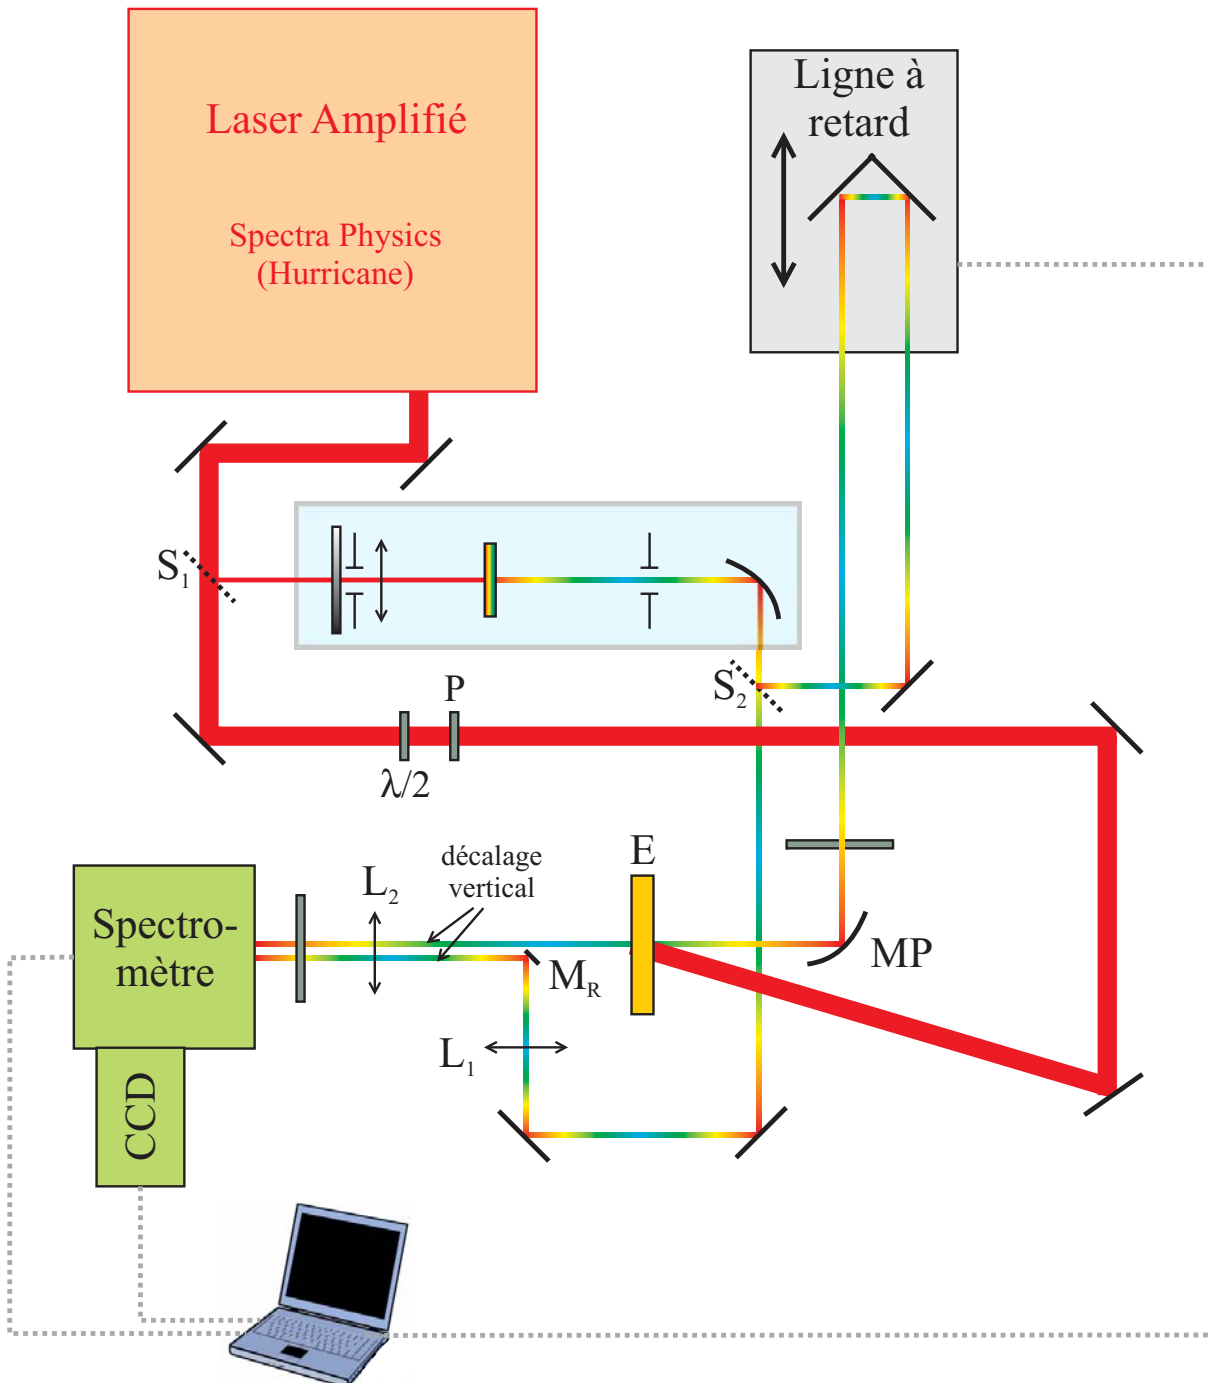 Laser Amplifié
Spectra Physics
(Hurricane)
Ligne à
retard
S1
S2
P
λ/2
E
décalage
vertical
L2
MP
MR
L1
Spectro-
mètre
CCD